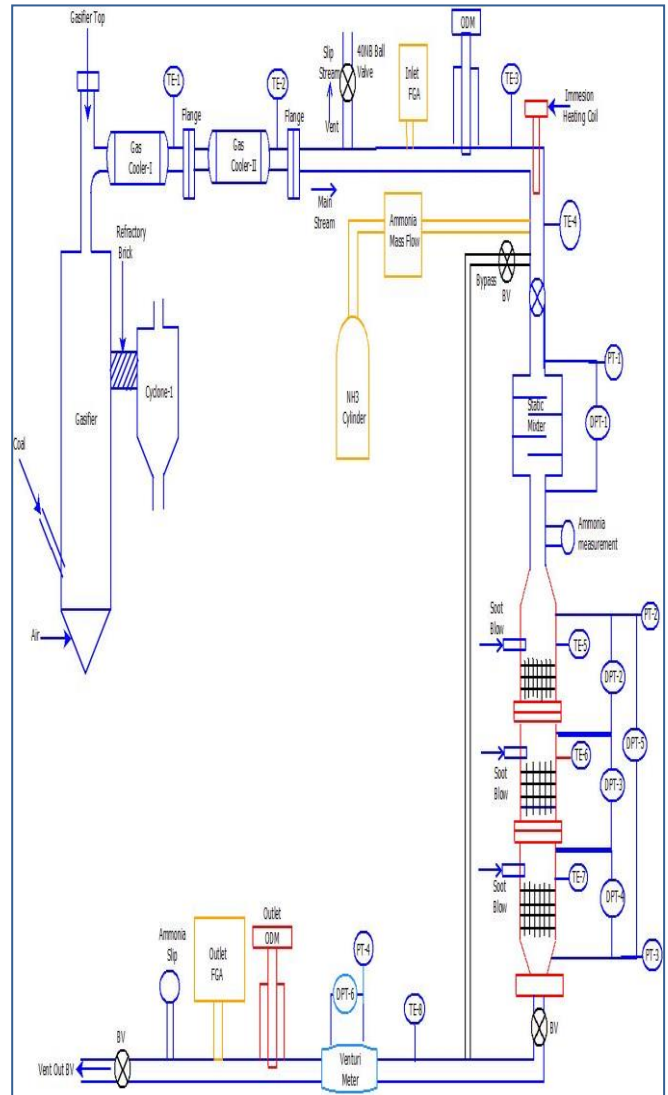 Gasifier Top
TE-1
Flange
Gas
Cooler-I
TE-2
Flange
Gas
Cooler-II
Slip
Stream
40NB Ball
Valve
Vent
Main
Stream
Inlet
FGA
ODM
TE-3
Immesion
Heating Coil
Refractory
Brick
Ammonia
Mass Flow
Bypass
BV
TE-4
Gasifier
Cyclone-1
NH3
Cylinder
PT-1
Static
Mixter
DPT-1
Coal
Air
Ammonia
measurement
Soot
Blow
PT-2
TE-5
DPT-2
DPT-5
Soot
Blow
TE-6
DPT-3
Soot
Blow
TE-7
DPT-4
PT-3
BV
Ammonia
Slip
Outlet
FGA
Outlet
ODM
PT-4
DPT-6
TE-8
BV
Vent Out BV
Venturi
Meter